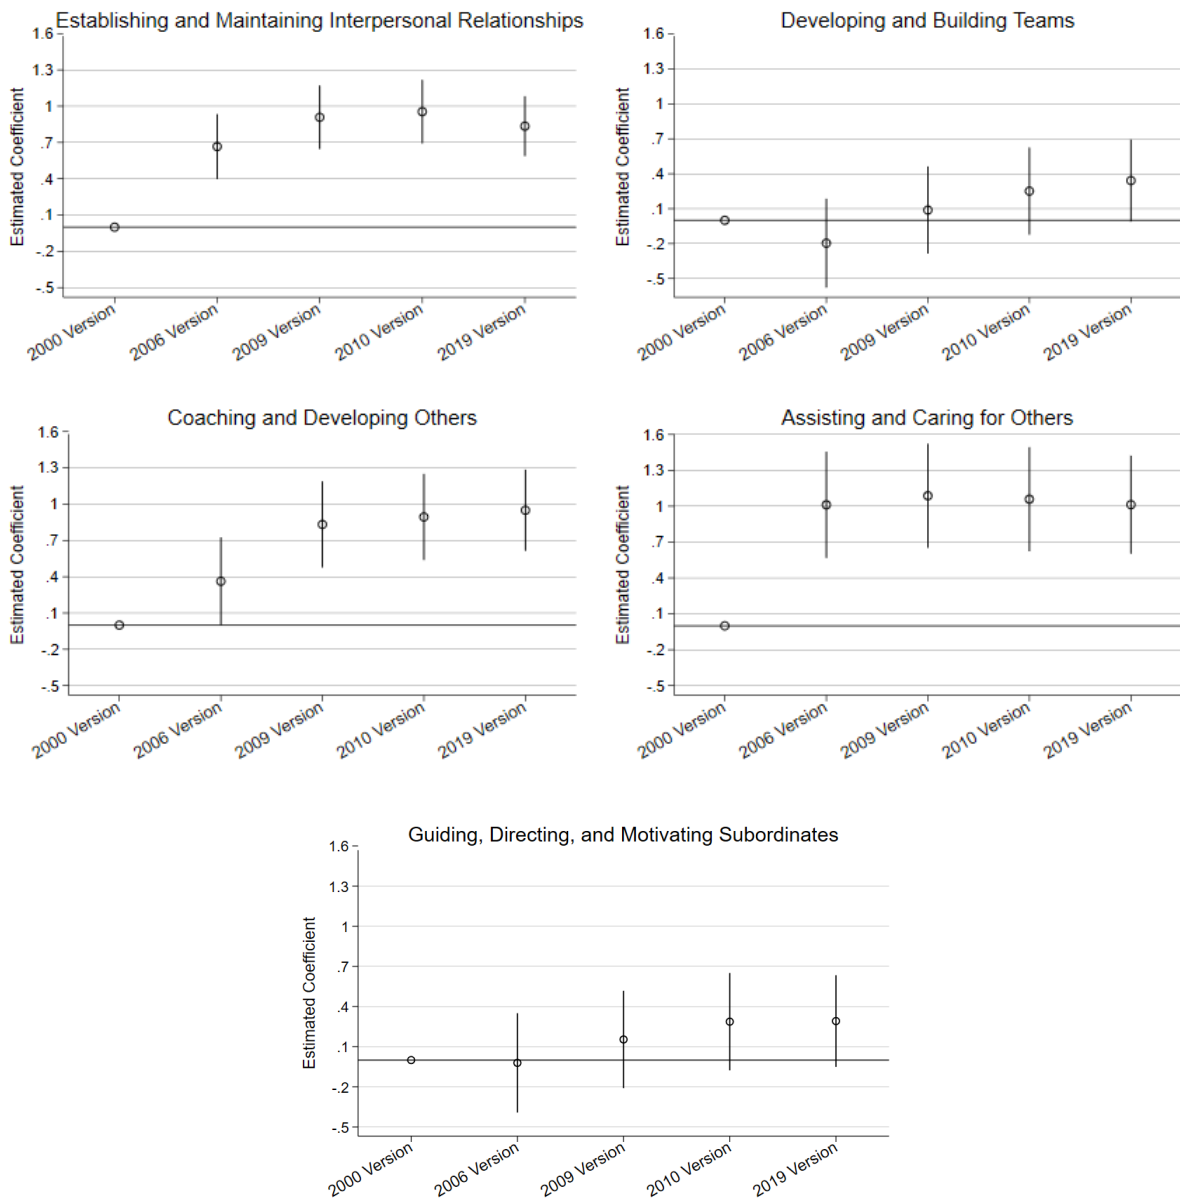 Establishing and Maintaining Interpersonal Relationships
1.6
1.3
1
.7
.4
.1
-.2
-.5
Estimated Coefficient
2000 Version
2006 Version
2009 Version
2010 Version
2019 Version
Developing and Building Teams
1.6
1.3
1
.7
.4
.1
-.2
-.5
Estimated Coefficient
2000 Version
2006 Version
2009 Version
2010 Version
2019 Version
Coaching and Developing Others
1.6
1.3
1
.7
.4
.1
-.2
-.5
Estimated Coefficient
2000 Version
2006 Version
2009 Version
2010 Version
2019 Version
Assisting and Caring for Others
1.6
1.3
1
.7
.4
.1
-.2
-.5
Estimated Coefficient
2000 Version
2006 Version
2009 Version
2010 Version
2019 Version
Guiding, Directing, and Motivating Subordinates
1.6
1.3
1
.7
.4
.1
-.2
-.5
Estimated Coefficient
2000 Version
2006 Version
2009 Version
2010 Version
2019 Version